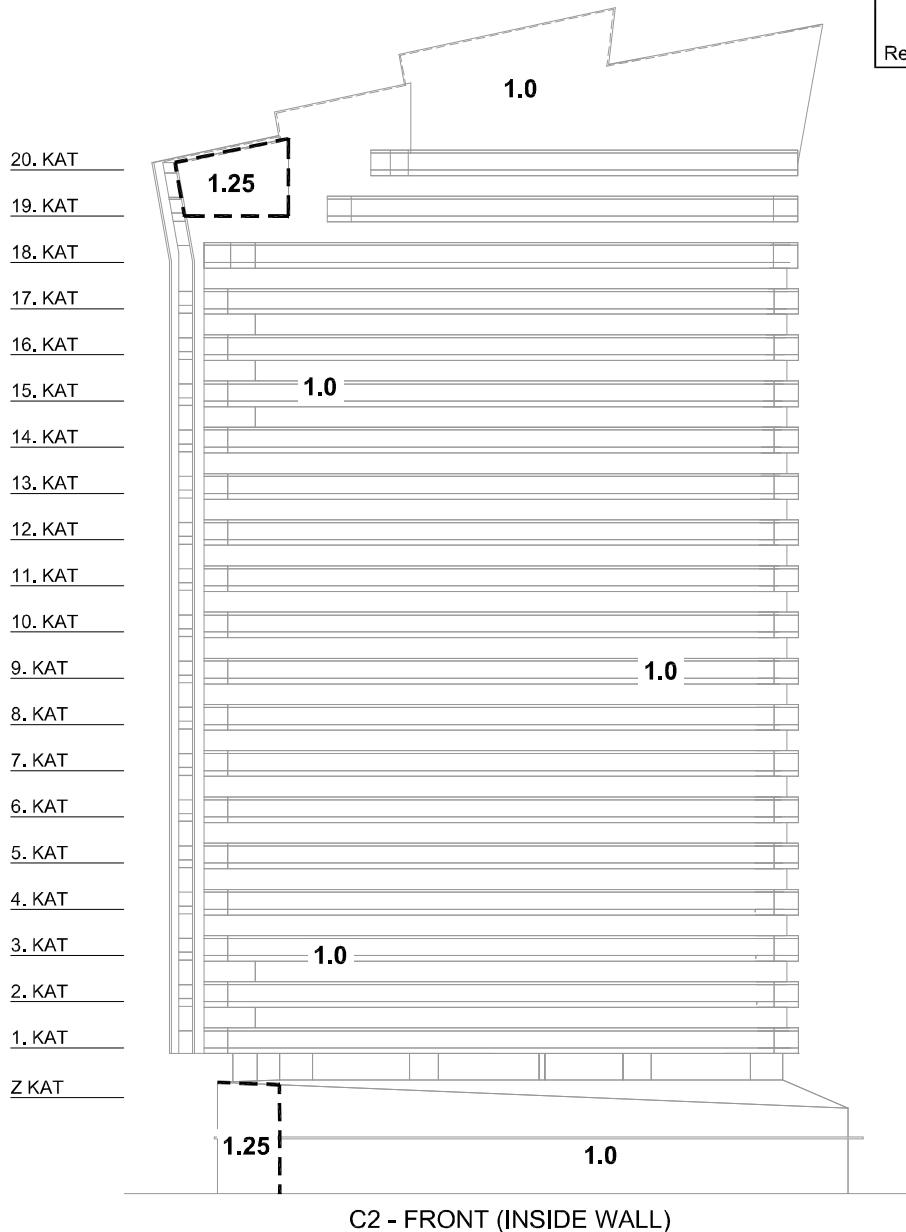 Re
1.0
20. KAT
1.25
19. KAT
18. KAT
17. KAT
16. KAT
15. KAT
1.0
14. KAT
13. KAT
12. KAT
11. KAT
10. KAT
9. KAT
1.0
8. KAT
7. KAT
6. KAT
5. KAT
4. KAT
3. KAT
1.0
2. KAT
1. KAT
Z KAT
1.25
1.0
C2 - FRONT (INSIDE WALL)